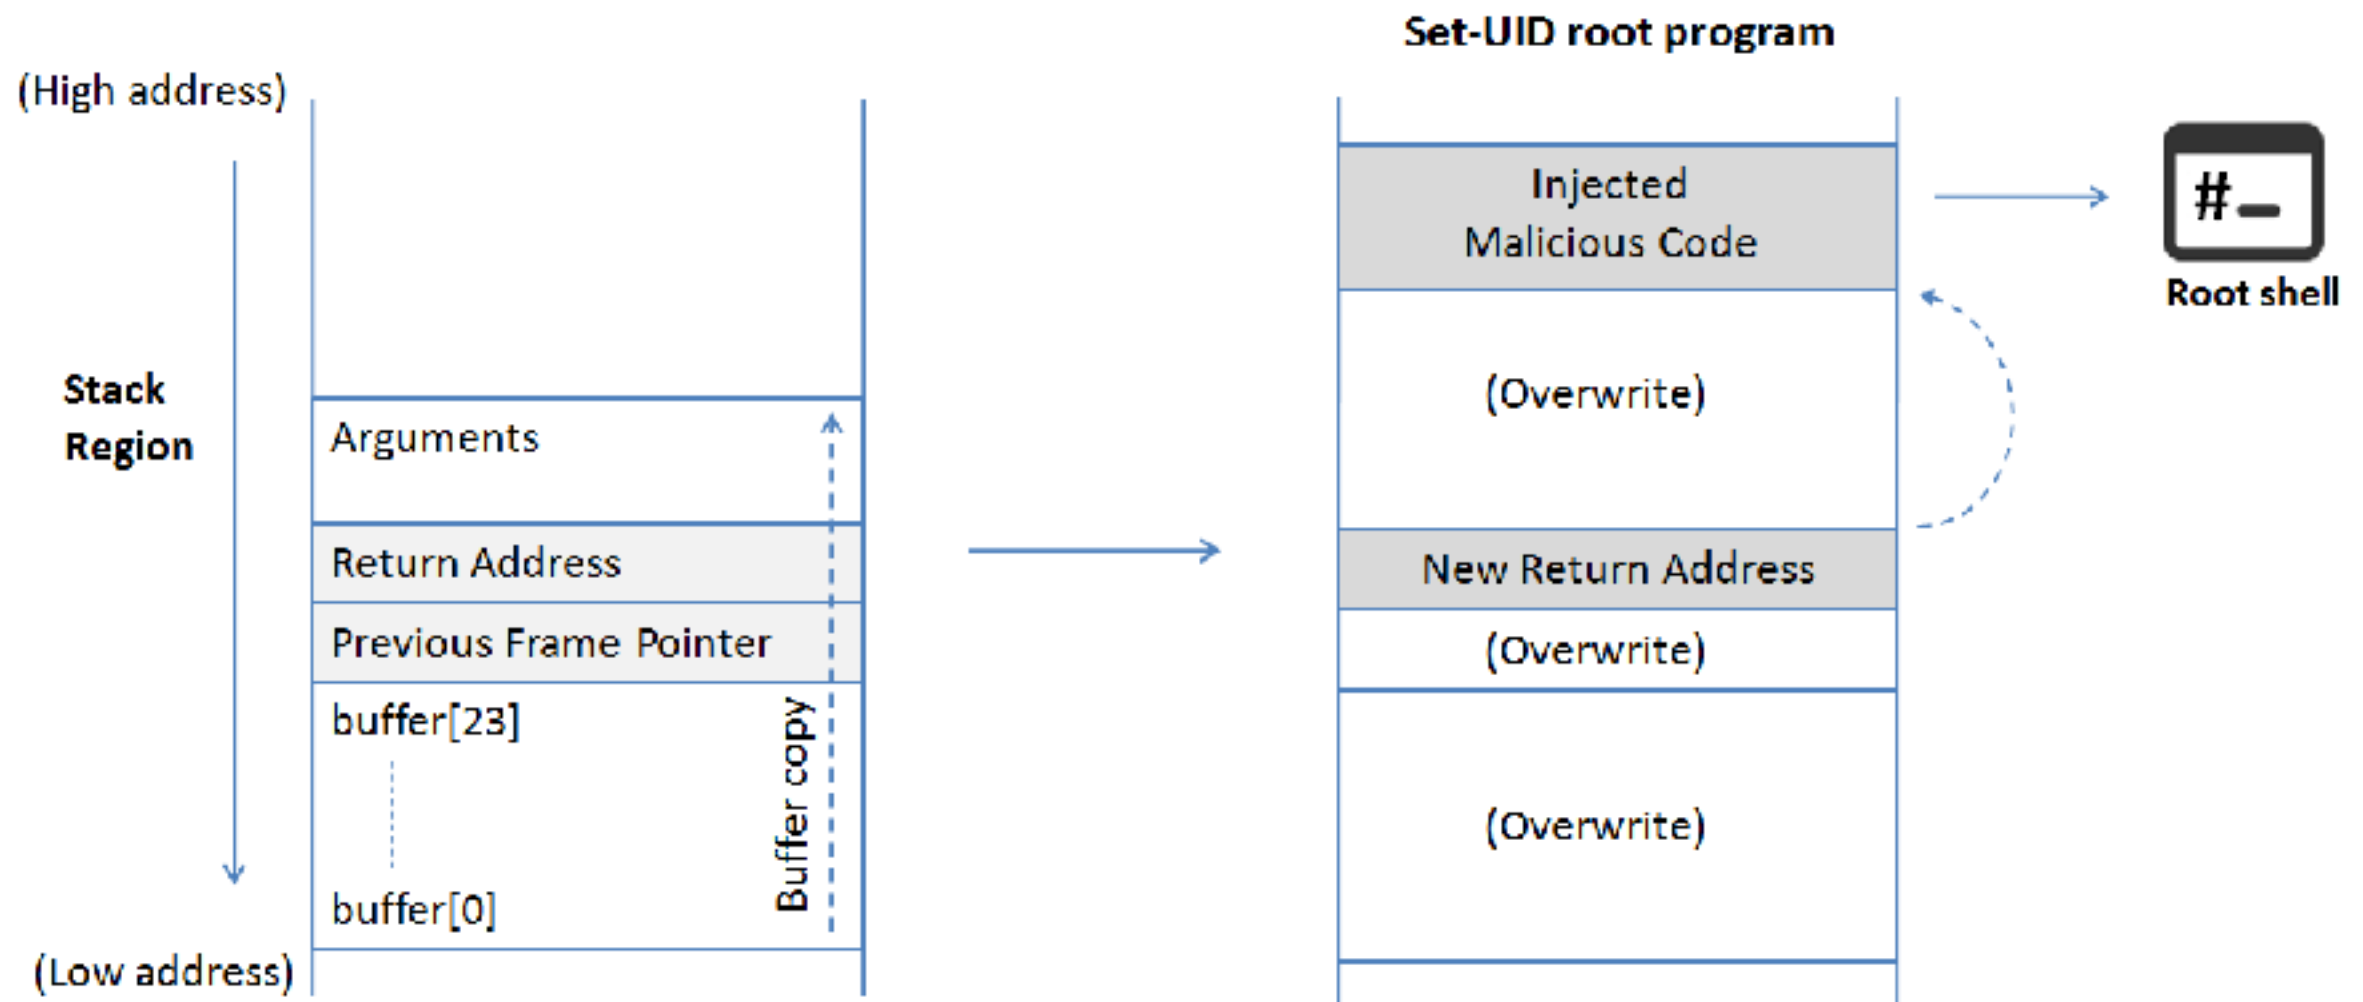 Set-UID root program
(High address)
Stack
Region
(Low address)
Arguments
Return Address
Previous Frame Pointer
buffer[23]
buffer[0]
Buffer copy
Injected
Malicious Code
(Overwrite)
New Return Address
(Overwrite)
(Overwrite)
#_
Root shell